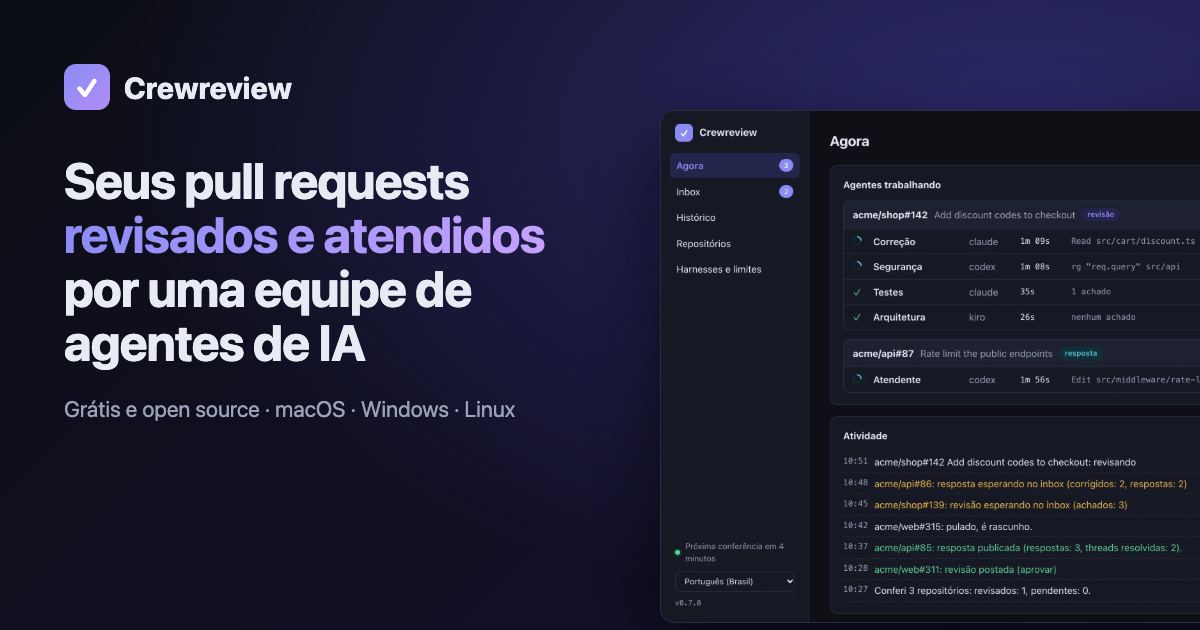 Crewreview
Seus pull requests
revisados e atendidos
por uma equipe de
agentes de IA
Grátis e open source · macOS · Windows · Linux
Crewreview
Agora 3
Inbox 2
Histórico
Repositórios
Harnesses e limites
Próxima conferência em 4
minutos
Português (Brasil)
v0.7.0
Agora
Agentes trabalhando
acme/shop#142 Add discount codes to checkout revisão
Correção claude 1m 09s Read src/cart/discount.ts
Segurança codex 1m 08s rg "req.query" src/api
Testes claude 35s 1 achado
Arquitetura kiro 26s nenhum achado
acme/api#87 Rate limit the public endpoints resposta
Atendente codex 1m 56s Edit src/middleware/rate-l
Atividade
10:51 acme/shop#142 Add discount codes to checkout: revisando
10:48 acme/api#86: resposta esperando no inbox (corrigidos: 2, respostas: 2)
10:45 acme/shop#139: revisão esperando no inbox (achados: 3)
10:42 acme/web#315: pulado, é rascunho.
10:37 acme/api#85: resposta publicada (respostas: 3, threads resolvidas: 2).
10:28 acme/web#311: revisão postada (aprovar)
10:27 Conferi 3 repositórios: revisados: 1, pendentes: 0.